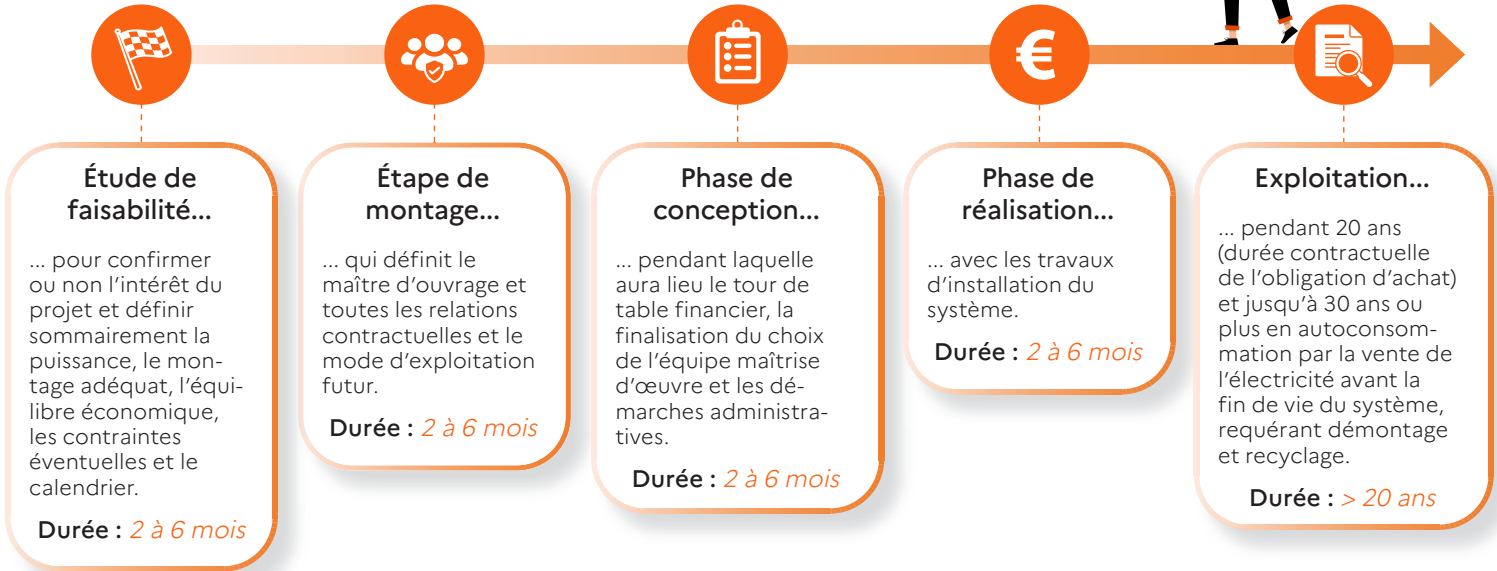 €
Étude de
faisabilité...
... pour confirmer
ou non l’intérêt du
projet et définir
sommairement la
puissance, le mon-
tage adéquat, l’équi-
libre économique,
les contraintes
éventuelles et le
calendrier.
Durée : 2 à 6 mois
Étape de
montage...
... qui définit le
maître d’ouvrage et
toutes les relations
contractuelles et le
mode d’exploitation
futur.
Durée : 2 à 6 mois
Phase de
conception...
... pendant laquelle
aura lieu le tour de
table financier, la
finalisation du choix
de l’équipe maîtrise
d’œuvre et les dé-
marches administra-
tives.
Durée : 2 à 6 mois
Phase de
réalisation...
... avec les travaux
d’installation du
système.
Durée : 2 à 6 mois
Exploitation...
... pendant 20 ans
(durée contractuelle
de l’obligation d’achat)
et jusqu’à 30 ans ou
plus en autoconsom-
mation par la vente de
l’électricité avant la
fin de vie du système,
requérant démontage
et recyclage.
Durée : > 20 ans